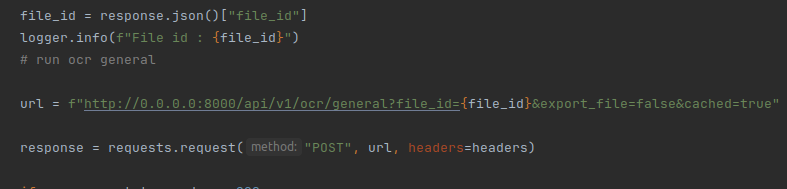 file_id = response.json()["file_id"]
logger.info(f"File id : {file_id}")
# run ocr general
url = f"http://0.0.0.0:8000/api/v1/ocr/general?file_id={file_id}&export_file=false&cached=true"
response = requests.request( method: "POST", url, headers=headers)